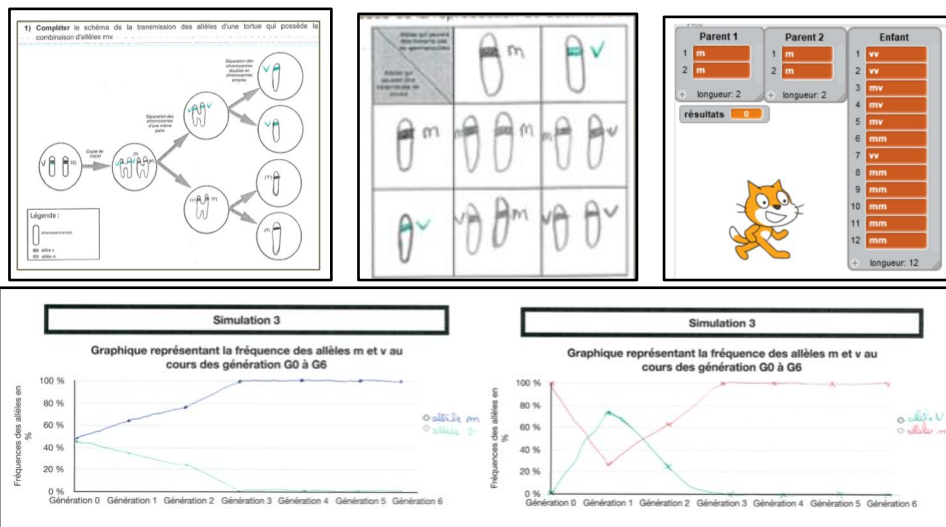 1) Compléter le schéma de la transmission des allèles d'une tortue qui possède la
combinaison d'allèles mv.
Séparation des
chromosomes
doubles en
chromosomes
simples
Séparation des
chromosomes
d'une même
paire
Copie de
l'ADN
v
m
v
v
m
m
Légende :
chromosome simple
allèle v
allèle m
m
v
m
m
m
m
v
v
v
m
v
v
Parent 1
1 m
2 m
+ longueur: 2
Parent 2
1 m
2 m
+ longueur: 2
Enfant
1 vv
2 vv
3 mv
4 mv
5 mv
6 mm
7 vv
8 mm
9 mm
10 mm
11 mm
12 mm
+ longueur: 12
résultats 0
Simulation 3
Graphique représentant la fréquence des allèles m et v au
cours des génération G0 à G6
Fréquences des allèles en
%
100 %
80 %
60 %
40 %
20 %
0 %
Génération 0 Génération 1 Génération 2 Génération 3 Génération 4 Génération 5 Génération 6
allèle m
allèle
Simulation 3
Graphique représentant la fréquence des allèles m et v au
cours des génération G0 à G6
Fréquences des allèles en
%
100 %
80 %
60 %
40 %
20 %
0 %
Génération 0 Génération 1 Génération 2 Génération 3 Génération 4 Génération 5 Génération 6
allèle v
allèle m